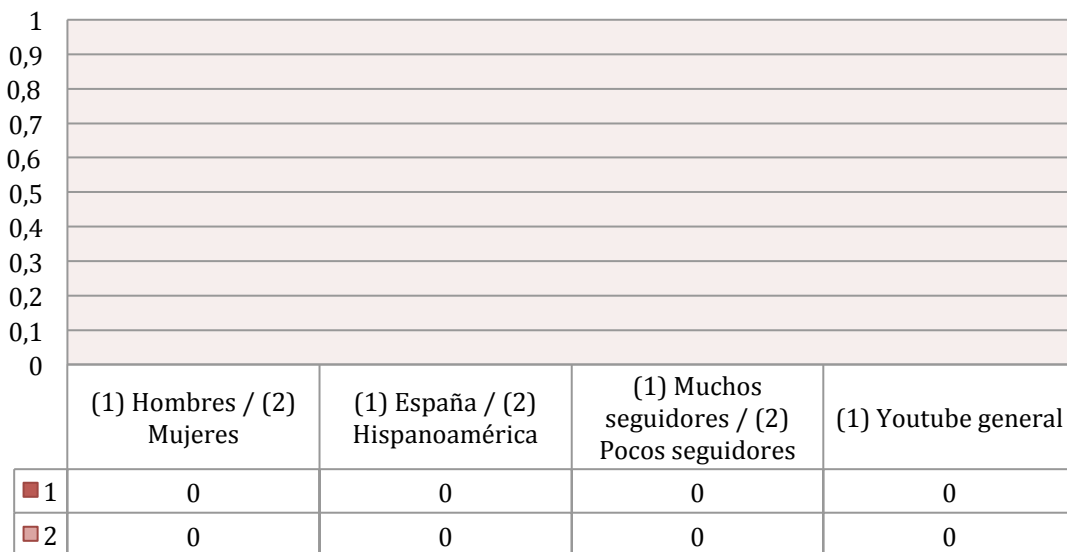 1
0,9
0,8
0,7
0,6
0,5
0,4
0,3
0,2
0,1
0
(1) Hombres / (2)
Mujeres
(1) España / (2)
Hispanoamérica
(1) Muchos
seguidores / (2)
Pocos seguidores
(1) Youtube general
1 0 0 0 0
2 0 0 0 0